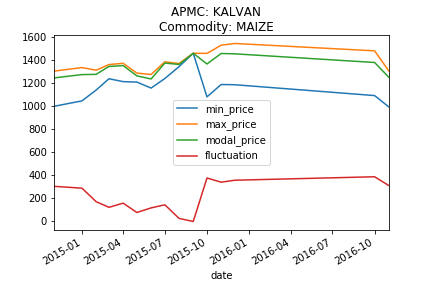 APMC: KALVAN
Commodity: MAIZE
1600
1400
1200
1000
800
600
400
200
0
min_price
max_price
modal_price
fluctuation
2015-01
2015-04
2015-07
2015-10
2016-01
2016-04
2016-07
2016-10
date